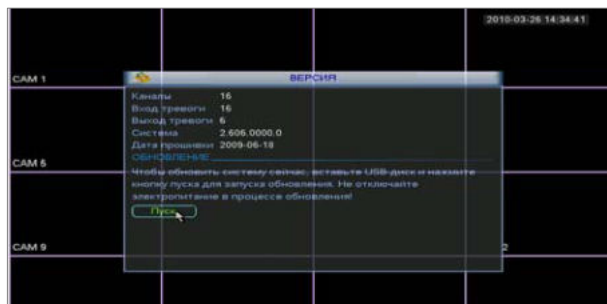 2010-03-26 14:34:41
CAM 1
ВЕРСИЯ
Каналы 16
Вход тревоги 16
Выход тревоги 6
Система 2.606.0000.0
Дата прошивки 2009-06-18
ОБНОВЛЕНИЕ
CAM 5
Чтобы обновить систему сейчас, вставьте USB-диск и нажмите
кнопку пуска для запуска обновления. Не отключайте
электропитание в процессе обновления!
Пуск
CAM 9
2